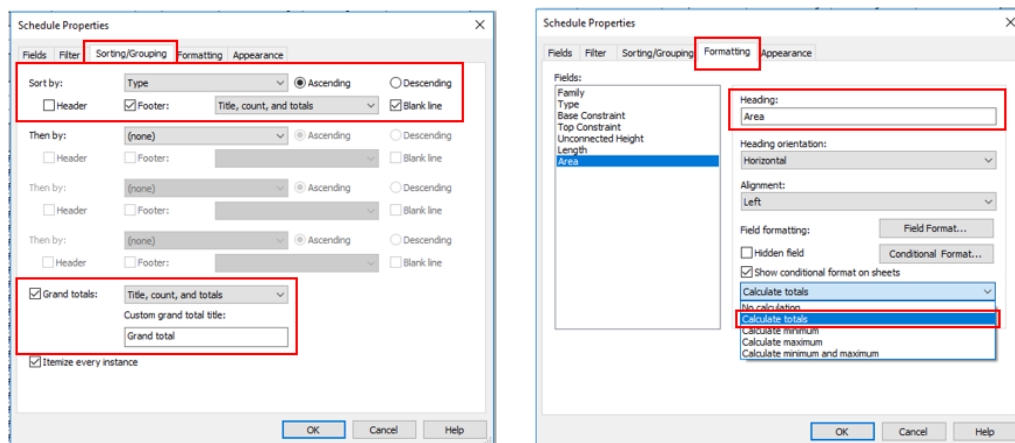 Schedule Properties
Fields Filter Sorting/Grouping Formatting Appearance
Sort by: Type Ascending Descending
Header Footer: Title, count, and totals Blank line
Then by: (none) Ascending Descending
Header Footer: Blank line
Then by: (none) Ascending Descending
Header Footer: Blank line
Then by: (none) Ascending Descending
Header Footer: Blank line
Grand totals: Title, count, and totals
Custom grand total title:
Grand total
Itemize every instance
OK Cancel Help
Schedule Properties
Fields Filter Sorting/Grouping Formatting Appearance
Fields:
Family
Type
Base Constraint
Top Constraint
Unconnected Height
Length
Area
Heading:
Area
Heading orientation:
Horizontal
Alignment:
Left
Field formatting: Field Format...
Hidden field Conditional Format...
Show conditional format on sheets
Calculate totals
No calculation
Calculate totals
Calculate minimum
Calculate maximum
Calculate minimum and maximum
OK Cancel Help